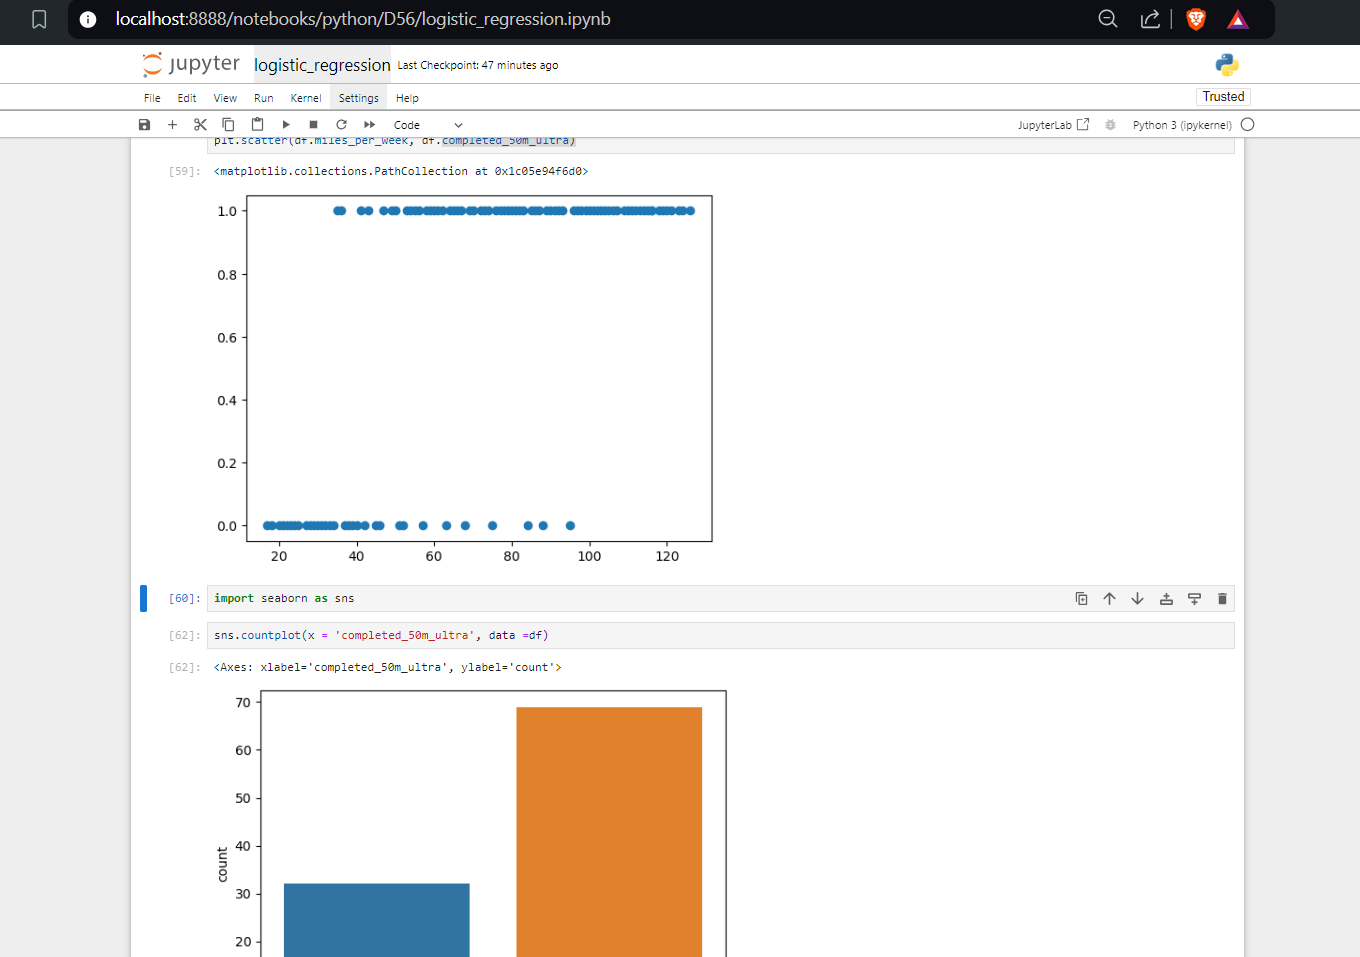 localhost:8888/notebooks/python/D56/logistic_regression.ipynb
jupyter logistic_regression Last Checkpoint: 47 minutes ago
File Edit View Run Kernel Settings Help Trusted
Code JupyterLab Python 3 (ipykernel)
plt.scatter(df.miles_per_week, df.completed_50m_ultra)
[59]: <matplotlib.collections.PathCollection at 0x1c05e94f6d0>
1.0
0.8
0.6
0.4
0.2
0.0
20 40 60 80 100 120
[60]: import seaborn as sns
[62]: sns.countplot(x = 'completed_50m_ultra', data =df)
[62]: <Axes: xlabel='completed_50m_ultra', ylabel='count'>
70
60
50
40
30
20
count